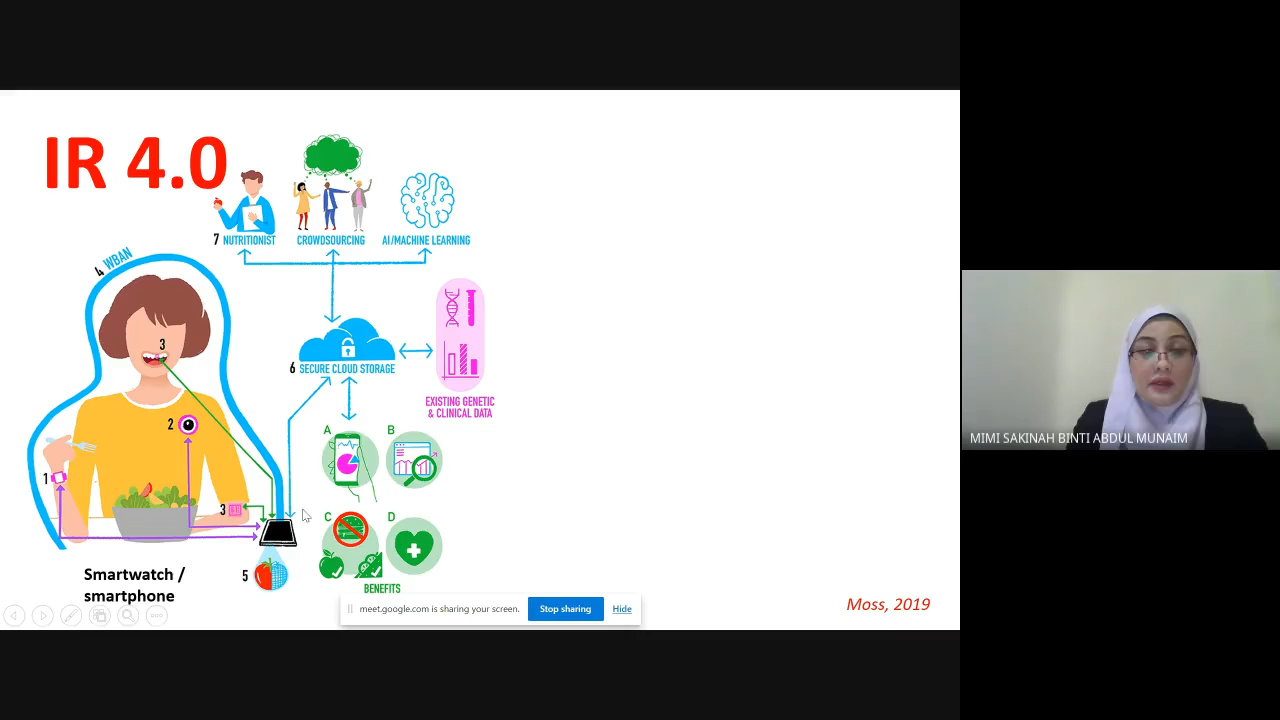 IR 4.0
7 NUTRITIONIST
CROWDSOURCING
AI/MACHINE LEARNING
4 WBAN
3
6 SECURE CLOUD STORAGE
EXISTING GENETIC
& CLINICAL DATA
2
1
3
A
B
C
D
5
BENEFITS
Smartwatch /
smartphone
Moss, 2019
meet.google.com is sharing your screen.
Stop sharing
Hide
MIMI SAKINAH BINTI ABDUL MUNAIM